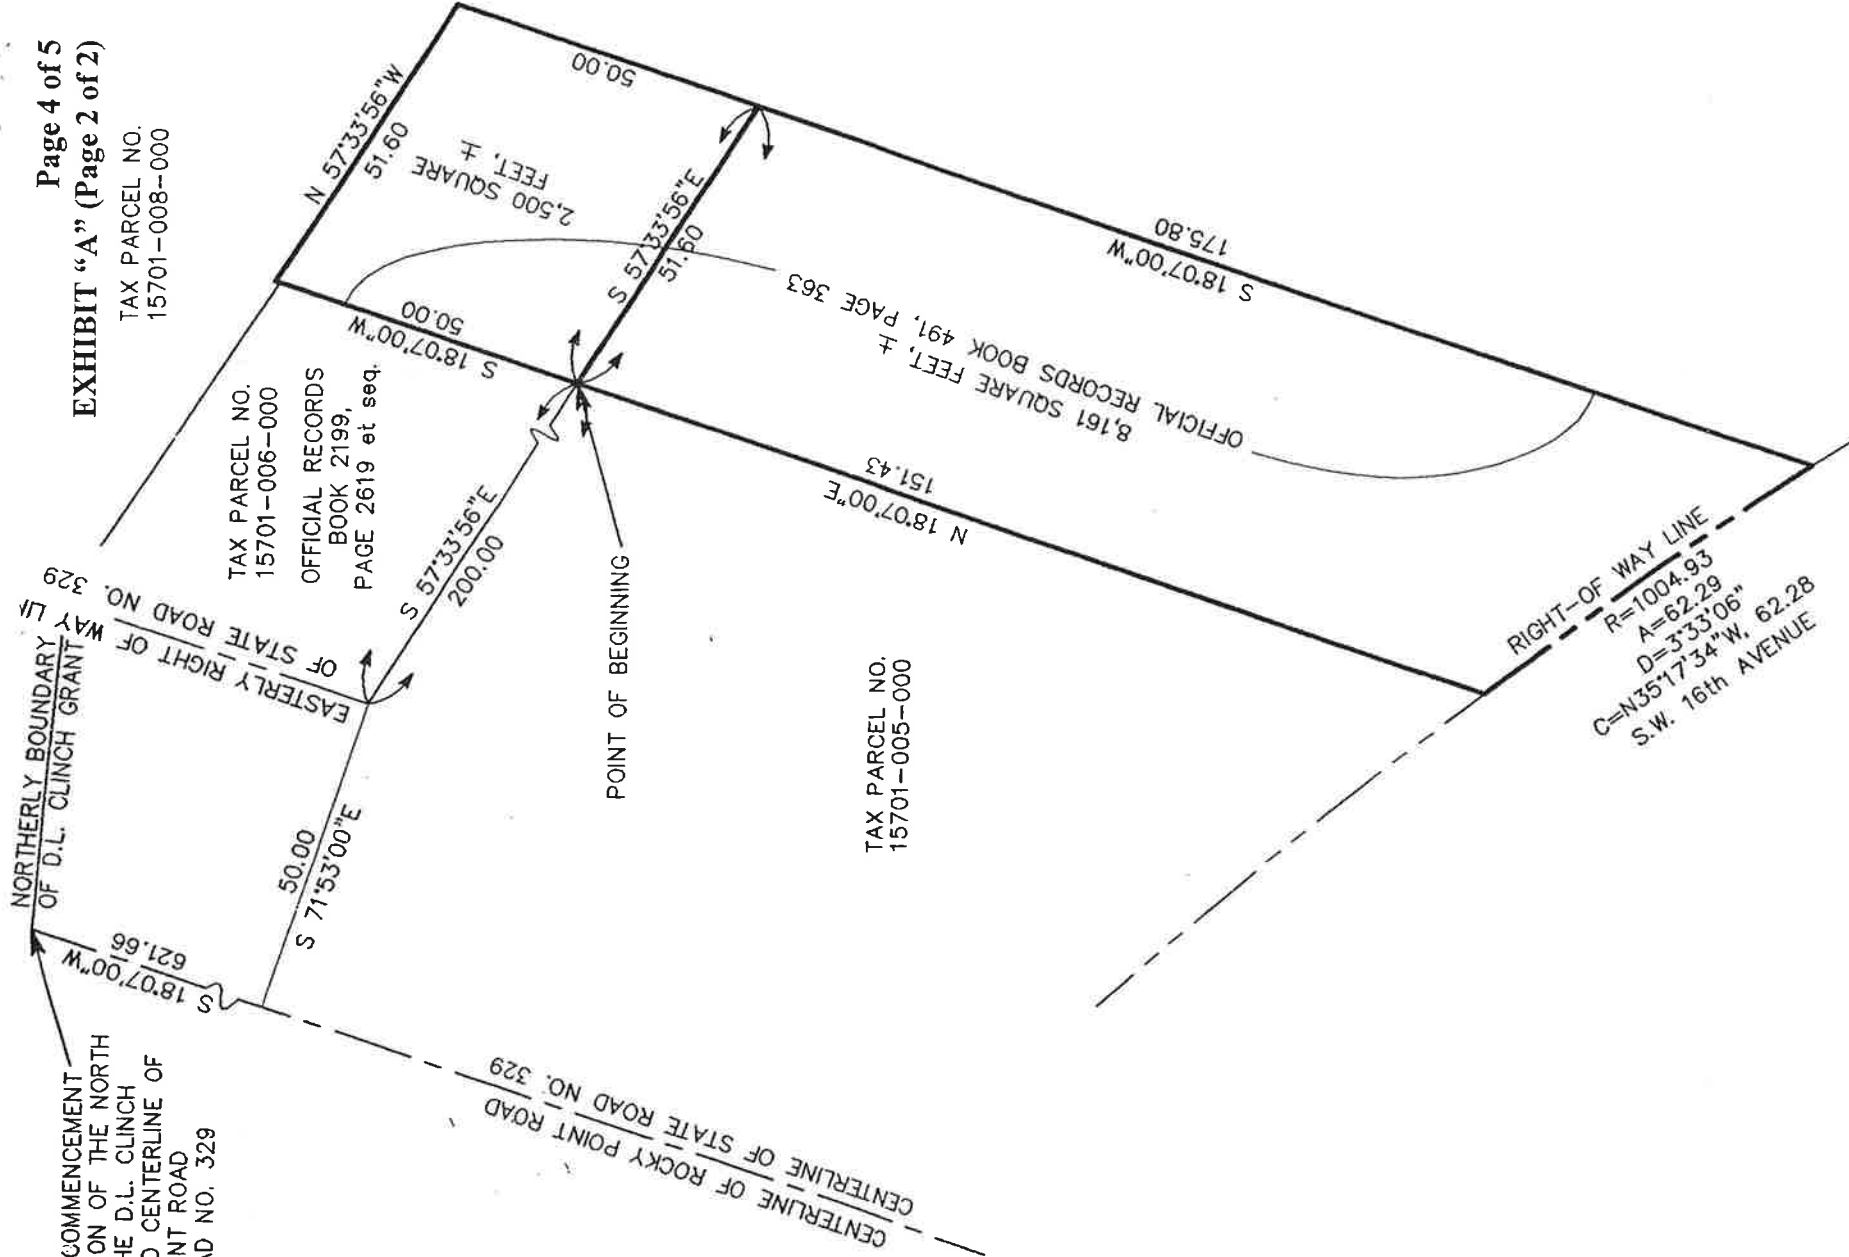 Page 4 of 5
EXHIBIT “A” (Page 2 of 2)
TAX PARCEL NO.
15701-008-000
N 57°33'56"W
51.60
50.00
2,500 SQUARE
FEET, ±
S 57°33'56"E
51.60
S 18°07'00"W
50.00
TAX PARCEL NO.
15701-006-000
OFFICIAL RECORDS
BOOK 2199,
PAGE 2619 et seq.
EASTERLY RIGHT OF WAY
OF STATE ROAD NO. 329
NORTHERLY BOUNDARY
OF D.L. CLINCH GRANT
S 57°33'56"E
200.00
50.00
S 71°53'00"E
S 18°07'00"W
621.66
COMMENCEMENT
ON OF THE NORTH
D.L. CLINCH
CENTERLINE OF
ROAD
NO. 329
POINT OF BEGINNING
OFFICIAL RECORDS BOOK 491, PAGE 363
8,161 SQUARE FEET, ±
S 18°07'00"W
175.80
N 18°07'00"E
151.43
TAX PARCEL NO.
15701-005-000
CENTERLINE OF ROCKY POINT ROAD
CENTERLINE OF STATE ROAD NO. 329
RIGHT-OF WAY LINE
R=1004.93
A=62.29
D=3°33'06"
C=N35°17'34"W, 62.28
S.W. 16th AVENUE